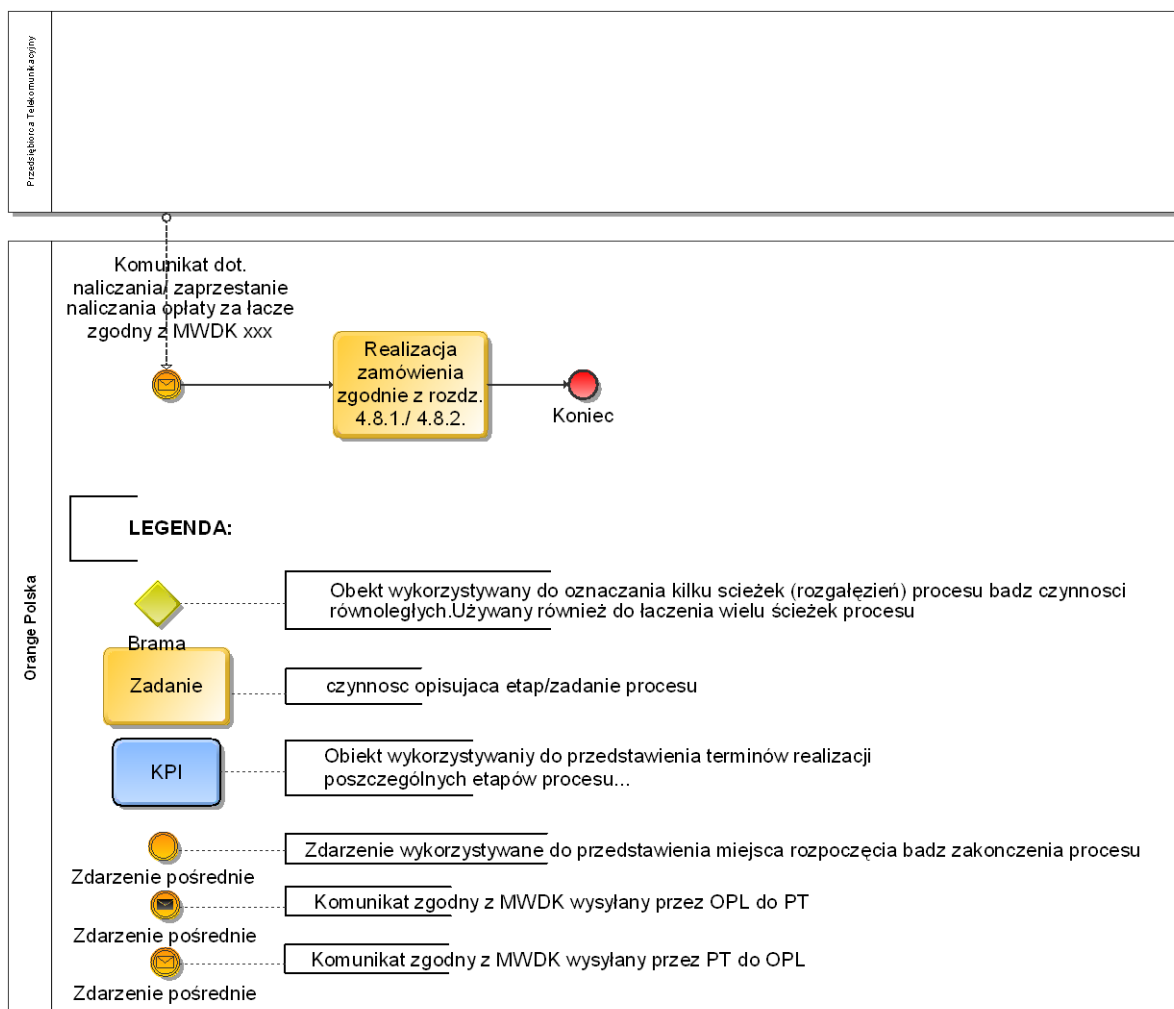 Przedsiębiorca Telekomunikacyjny
Orange Polska
Komunikat dot.
naliczania/ zaprzestanie
naliczania opłaty za łacze
zgodny z MWDK xxx
Realizacja
zamówienia
zgodnie z rozdz.
4.8.1./ 4.8.2.
Koniec
LEGENDA:
Obekt wykorzystywany do oznaczania kilku scieżek (rozgałęzień) procesu badz czynnosci
równoległych.Używany również do łaczenia wielu ścieżek procesu
Brama
Zadanie
czynnosc opisujaca etap/zadanie procesu
KPI
Obiekt wykorzystywaniy do przedstawienia terminów realizacji
poszczególnych etapów procesu...
Zdarzenie wykorzystywane do przedstawienia miejsca rozpoczęcia badz zakonczenia procesu
Zdarzenie pośrednie
Komunikat zgodny z MWDK wysyłany przez OPL do PT
Zdarzenie pośrednie
Komunikat zgodny z MWDK wysyłany przez PT do OPL
Zdarzenie pośrednie